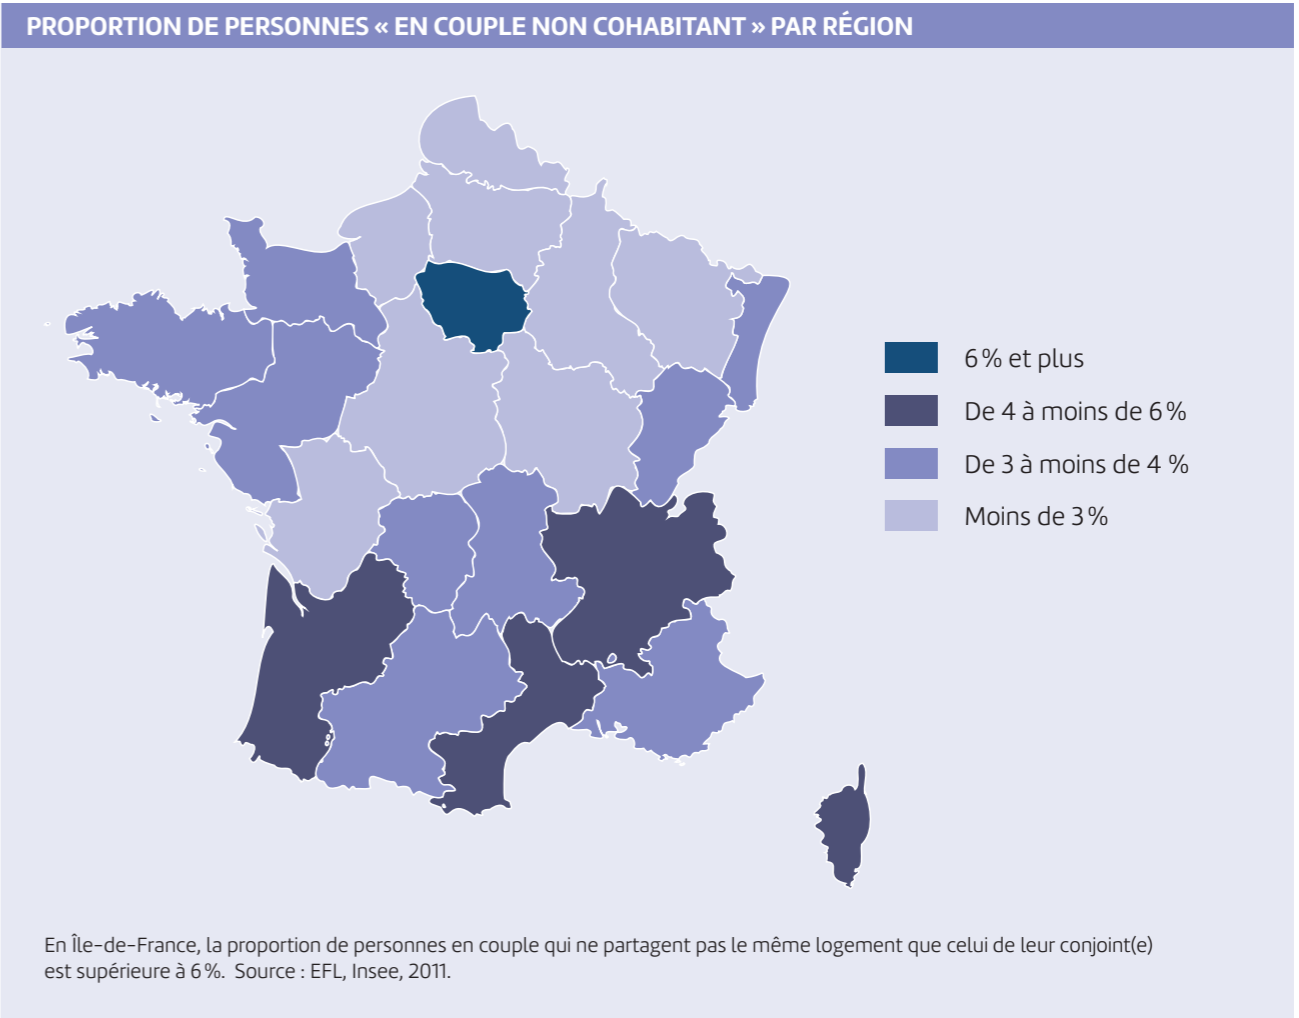 PROPORTION DE PERSONNES « EN COUPLE NON COHABITANT » PAR RÉGION
6 % et plus
De 4 à moins de 6 %
De 3 à moins de 4 %
Moins de 3 %
En Île-de-France, la proportion de personnes en couple qui ne partagent pas le même logement que celui de leur conjoint(e)
est supérieure à 6 %. Source : EFL, Insee, 2011.